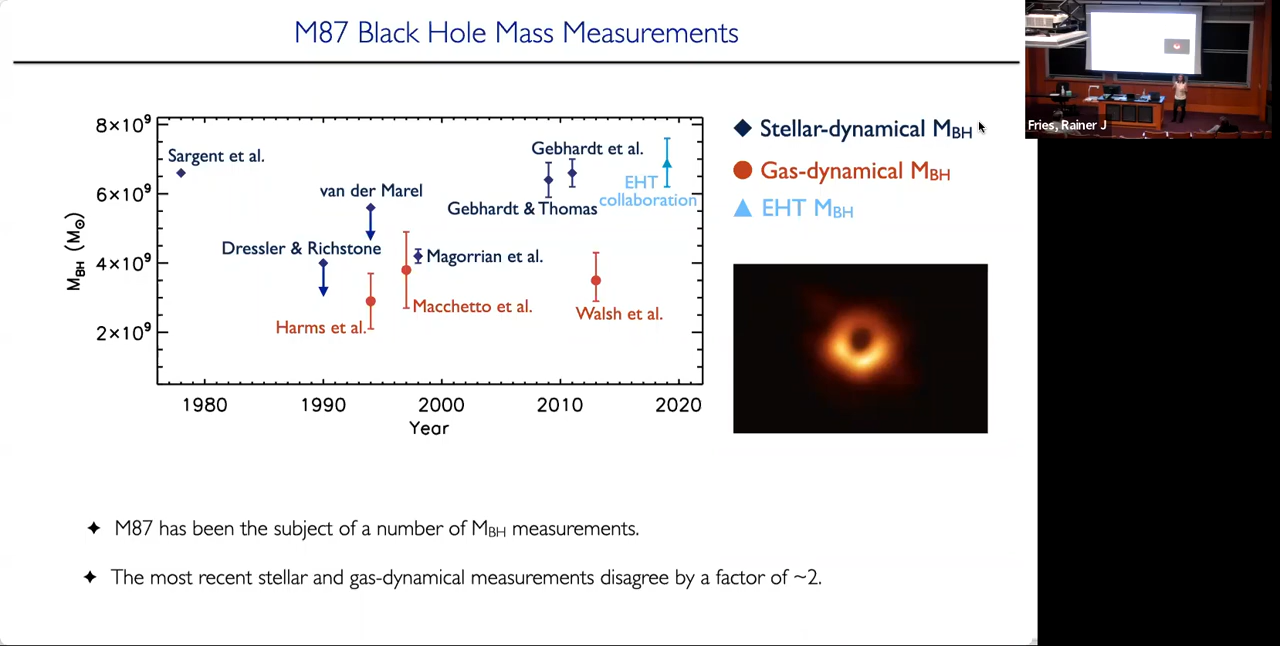 M87 Black Hole Mass Measurements
Fries, Rainer J
8×10⁹
6×10⁹
4×10⁹
2×10⁹
M_BH (M_⊙)
1980
1990
2000
2010
2020
Year
Sargent et al.
van der Marel
Dressler & Richstone
Harms et al.
Macchetto et al.
Magorrian et al.
Gebhardt et al.
Gebhardt & Thomas
EHT
collaboration
Walsh et al.
Stellar-dynamical M_BH
Gas-dynamical M_BH
EHT M_BH
✦ M87 has been the subject of a number of M_BH measurements.
✦ The most recent stellar and gas-dynamical measurements disagree by a factor of ~2.